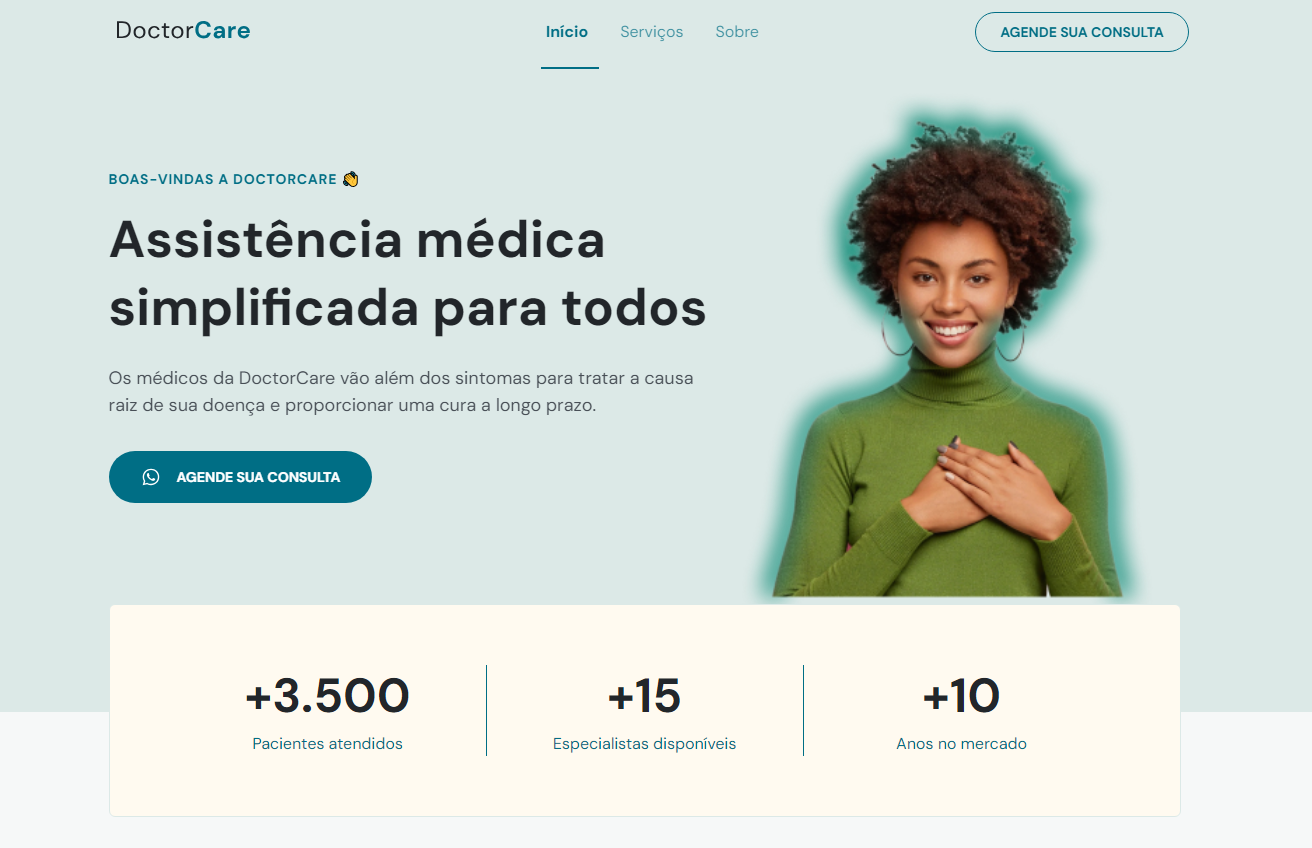 DoctorCare
Início
Serviços
Sobre
AGENDE SUA CONSULTA
BOAS-VINDAS A DOCTORCARE 👋
Assistência médica
simplificada para todos
Os médicos da DoctorCare vão além dos sintomas para tratar a causa
raiz de sua doença e proporcionar uma cura a longo prazo.
AGENDE SUA CONSULTA
+3.500
Pacientes atendidos
+15
Especialistas disponíveis
+10
Anos no mercado